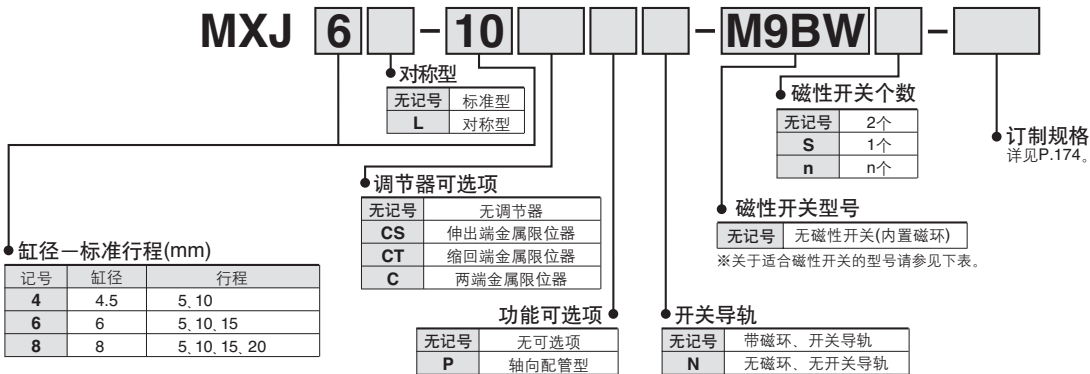 MXJ 6 - 10 - M9BW -
对称型
无记号 标准型
L 对称型
磁性开关个数
无记号 2个
S 1个
n n个
订制规格
详见P.174。
调节器可选项
无记号 无调节器
CS 伸出端金属限位器
CT 缩回端金属限位器
C 两端金属限位器
磁性开关型号
无记号 无磁性开关(内置磁环)
※关于适合磁性开关的型号请参见下表。
缸径－标准行程(mm)
记号 缸径 行程
4 4.5 5、10
6 6 5、10、15
8 8 5、10、15、20
功能可选项
无记号 无可选项
P 轴向配管型
开关导轨
无记号 带磁环、开关导轨
N 无磁环、无开关导轨